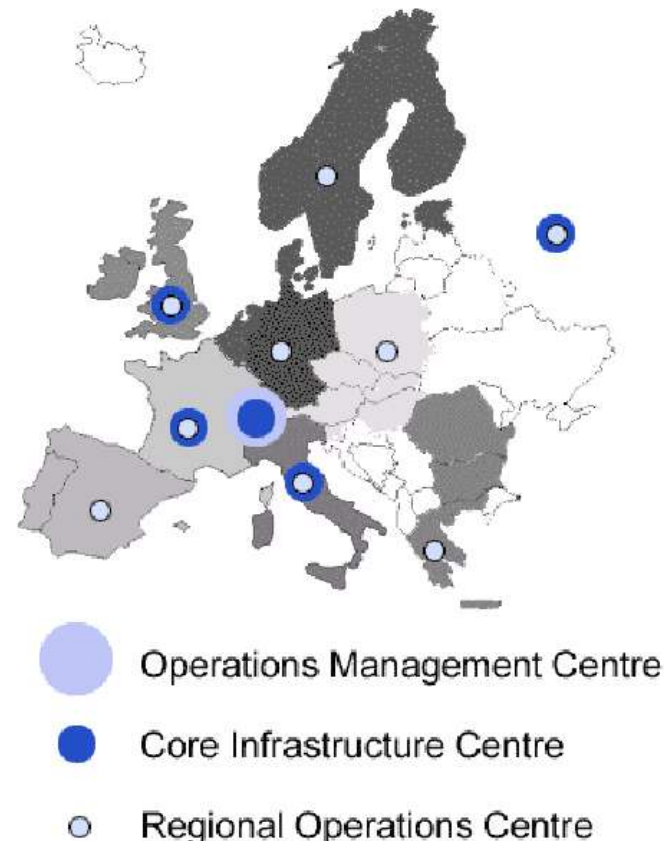 Operations Management Centre
Core Infrastructure Centre
Regional Operations Centre